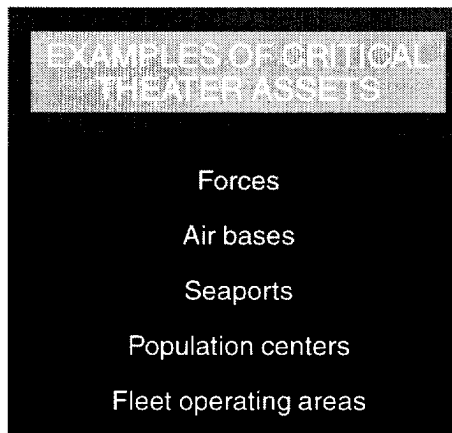 EXAMPLES OF CRITICAL
THEATER ASSETS
Forces
Air bases
Seaports
Population centers
Fleet operating areas